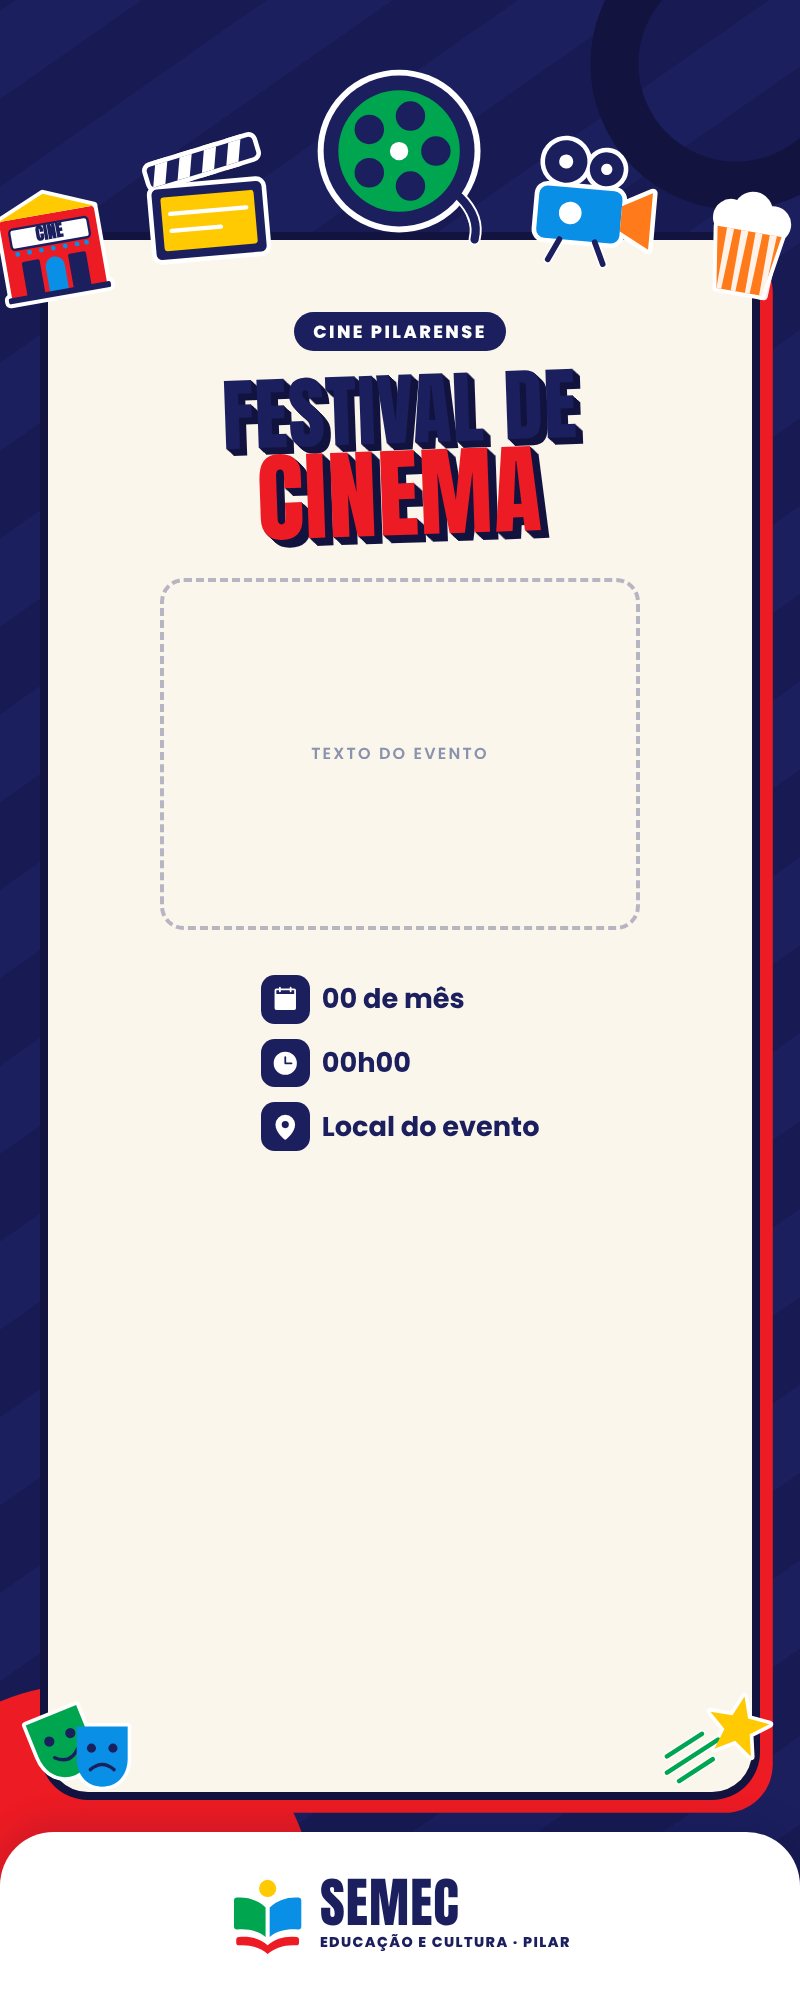 CINE
CINE PILARENSE
FESTIVAL DE
CINEMA
TEXTO DO EVENTO
00 de mês
00h00
Local do evento
SEMEC
EDUCAÇÃO E CULTURA · PILAR